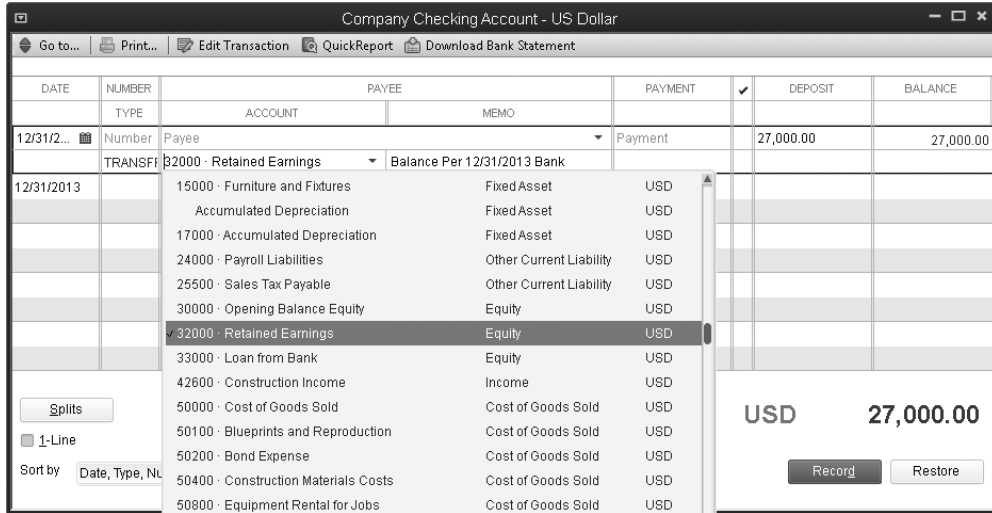 Company Checking Account - US Dollar
Go to... Print... Edit Transaction QuickReport Download Bank Statement
DATE NUMBER PAYEE PAYMENT ✔ DEPOSIT BALANCE
TYPE ACCOUNT MEMO
12/31/2... Number Payee Payment 27,000.00 27,000.00
TRANSFR 32000 · Retained Earnings Balance Per 12/31/2013 Bank
12/31/2013
15000 · Furniture and Fixtures Fixed Asset USD
Accumulated Depreciation Fixed Asset USD
17000 · Accumulated Depreciation Fixed Asset USD
24000 · Payroll Liabilities Other Current Liability USD
25500 · Sales Tax Payable Other Current Liability USD
30000 · Opening Balance Equity Equity USD
✓ 32000 · Retained Earnings Equity USD
33000 · Loan from Bank Equity USD
42600 · Construction Income Income USD
50000 · Cost of Goods Sold Cost of Goods Sold USD
50100 · Blueprints and Reproduction Cost of Goods Sold USD
50200 · Bond Expense Cost of Goods Sold USD
50400 · Construction Materials Costs Cost of Goods Sold USD
50800 · Equipment Rental for Jobs Cost of Goods Sold USD
Splits
1-Line
Sort by Date, Type, Nu
USD 27,000.00
Record Restore